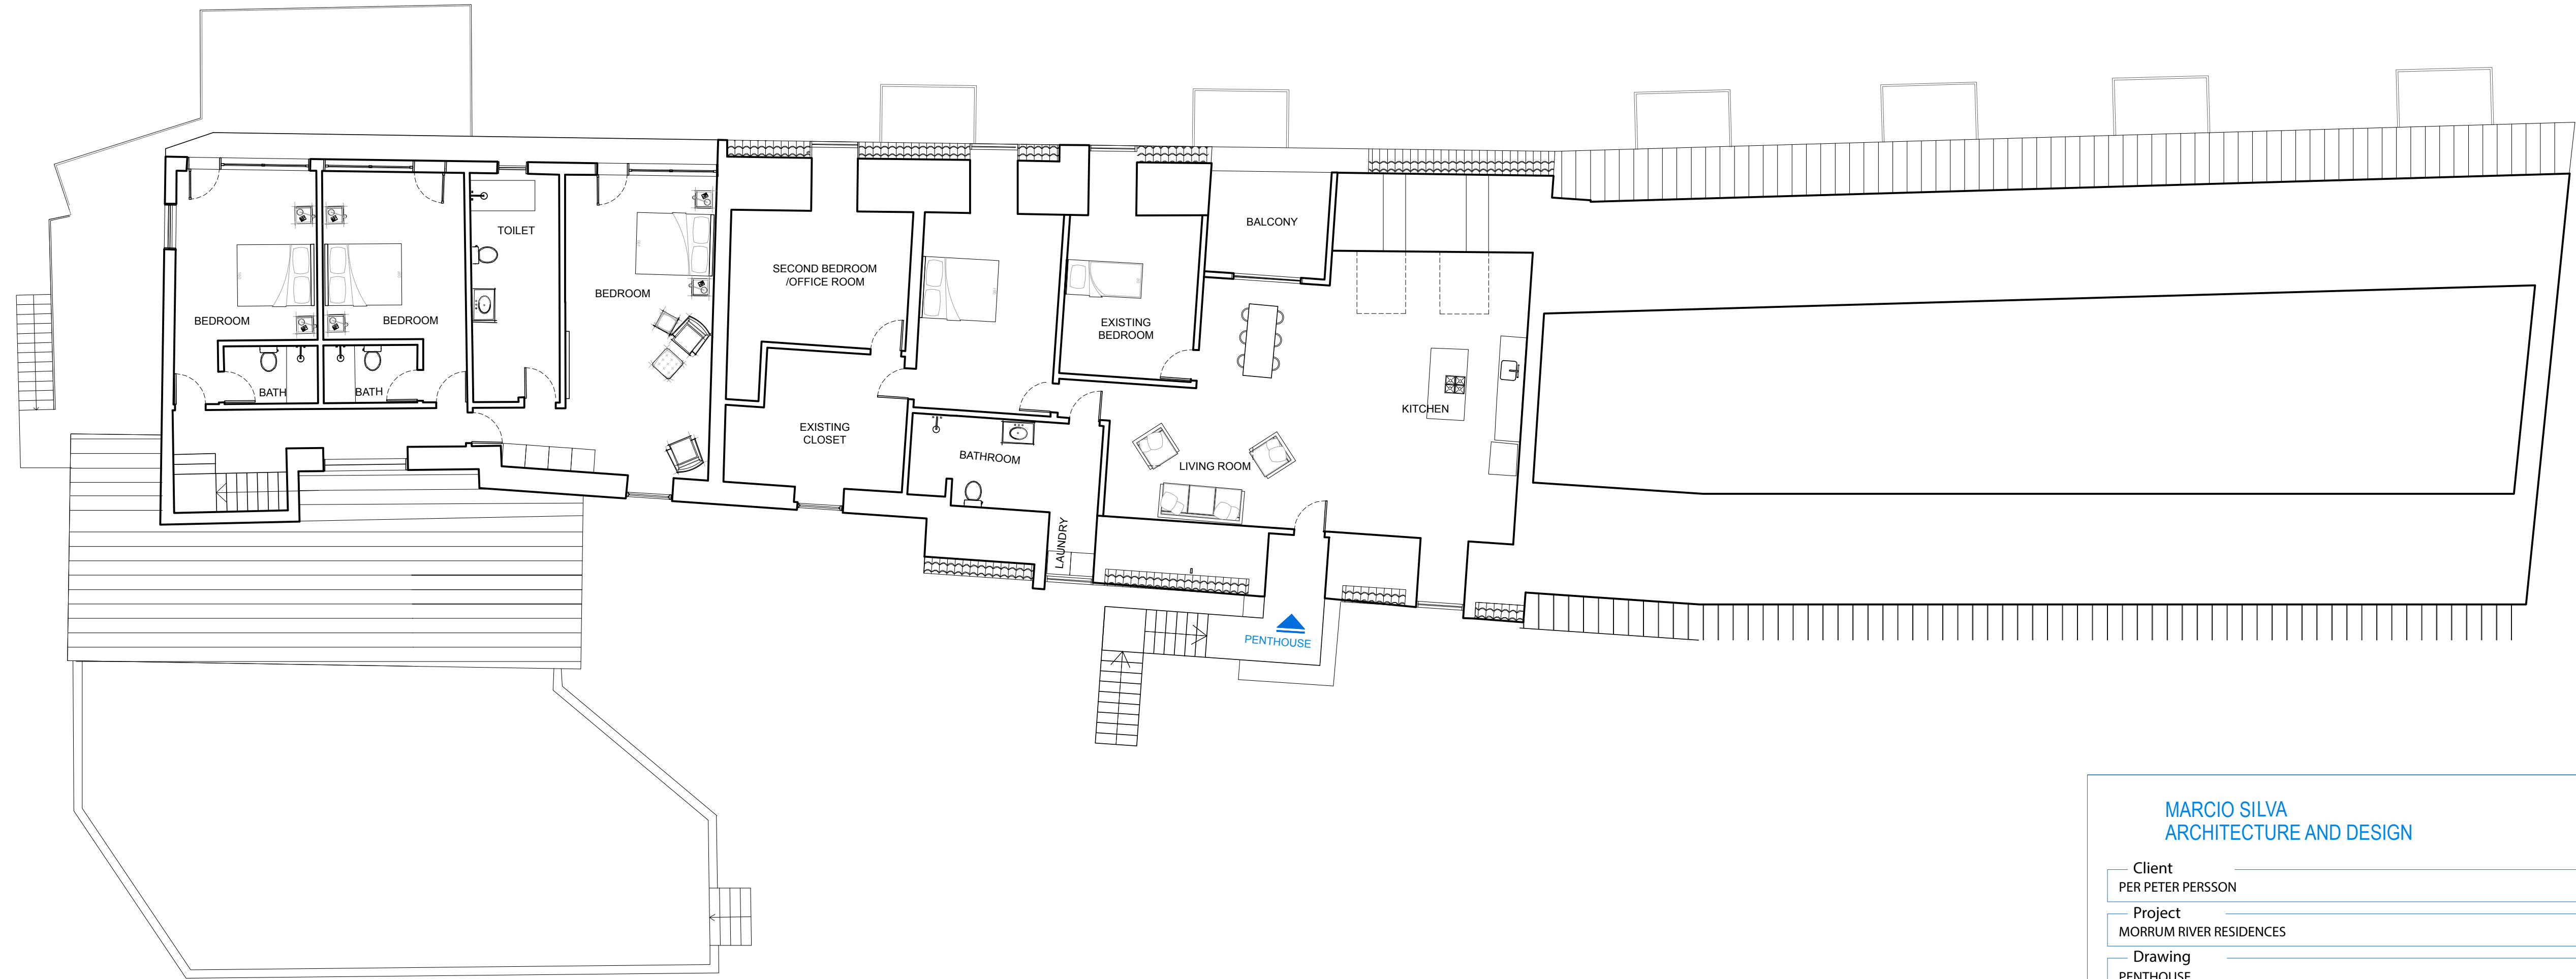 TOILET
BALCONY
SECOND BEDROOM
/OFFICE ROOM
BEDROOM
BEDROOM
BEDROOM
EXISTING
BEDROOM
BATH
BATH
KITCHEN
EXISTING
CLOSET
BATHROOM
LIVING ROOM
LAUNDRY
PENTHOUSE
MARCIO SILVA
ARCHITECTURE AND DESIGN
Client
PER PETER PERSSON
Project
MORRUM RIVER RESIDENCES
Drawing
PENTHOUSE